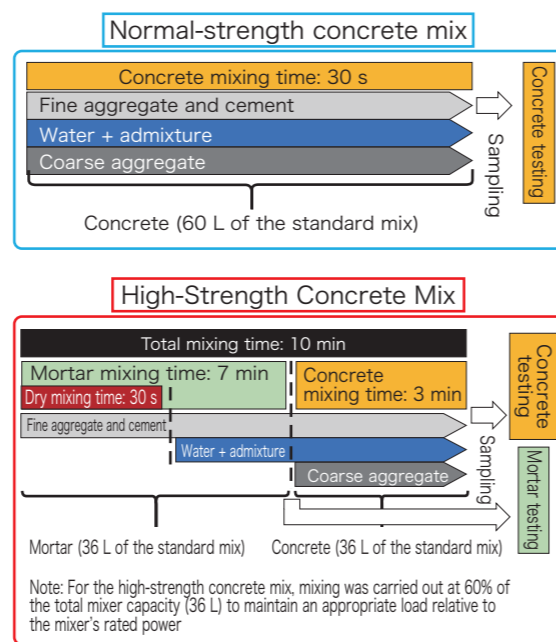 Normal-strength concrete mix
Concrete mixing time: 30 s
Fine aggregate and cement
Water + admixture
Coarse aggregate
Sampling
Concrete testing
Concrete (60 L of the standard mix)
High-Strength Concrete Mix
Total mixing time: 10 min
Mortar mixing time: 7 min
Concrete
mixing time: 3 min
Dry mixing time: 30 s
Fine aggregate and cement
Water + admixture
Coarse aggregate
Sampling
Concrete
testing
Mortar testing
Mortar (36 L of the standard mix)
Concrete (36 L of the standard mix)
Note: For the high-strength concrete mix, mixing was carried out at 60% of
the total mixer capacity (36 L) to maintain an appropriate load relative to
the mixer's rated power